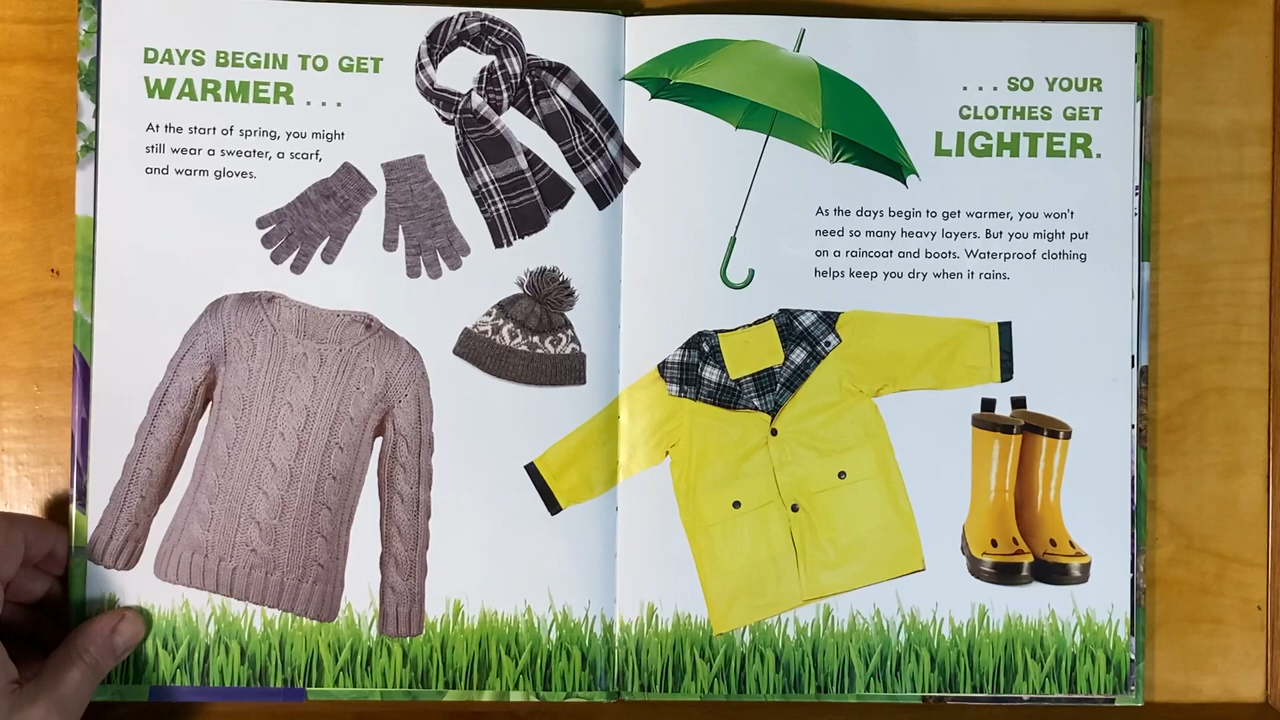 DAYS BEGIN TO GET
WARMER ...
At the start of spring, you might
still wear a sweater, a scarf,
and warm gloves.
... SO YOUR
CLOTHES GET
LIGHTER.
As the days begin to get warmer, you won't
need so many heavy layers. But you might put
on a raincoat and boots. Waterproof clothing
helps keep you dry when it rains.